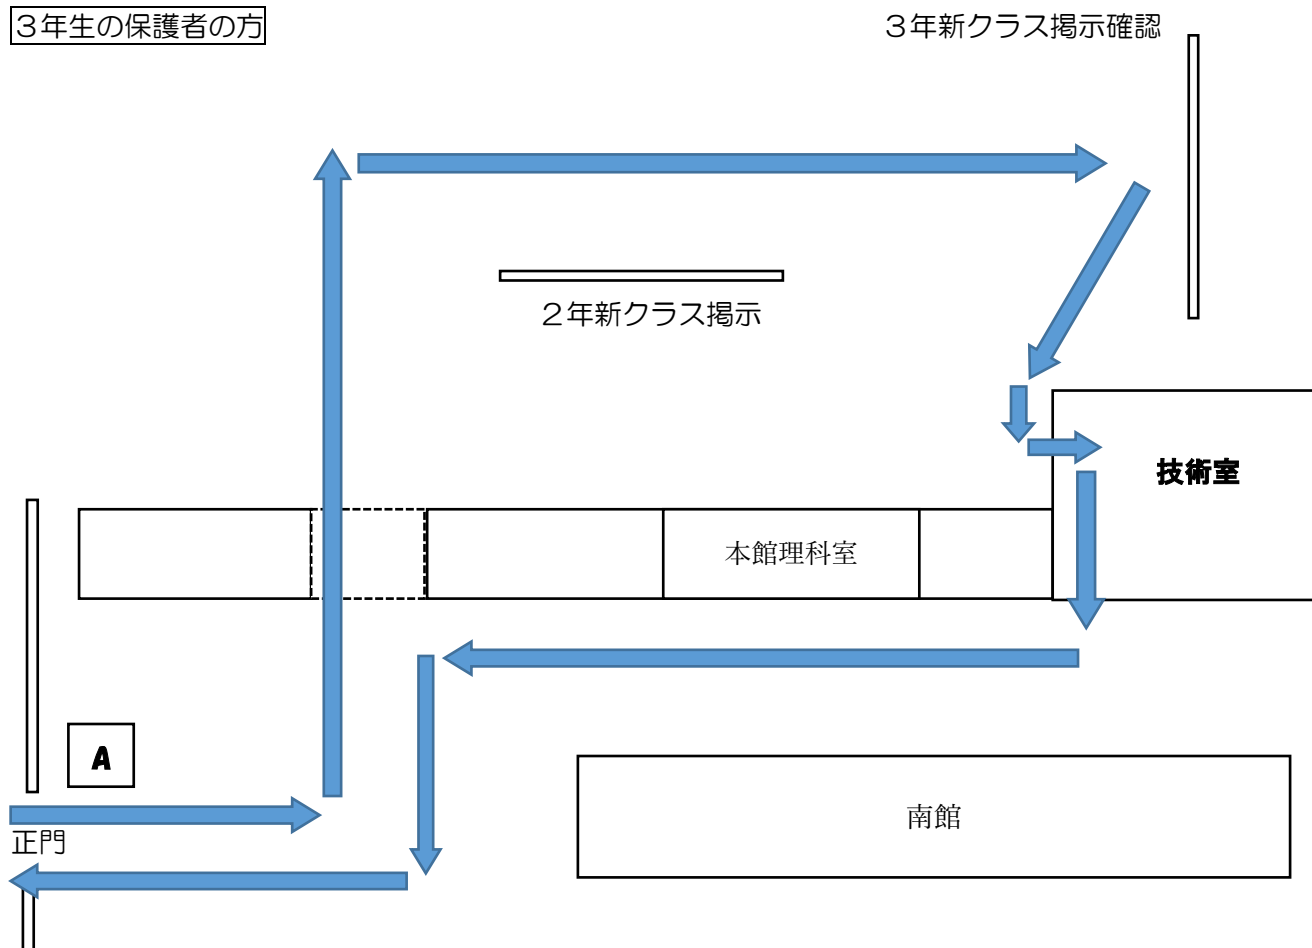 ３年生の保護者の方
３年新クラス掲示確認
２年新クラス掲示
技術室
本館理科室
A
南館
正門